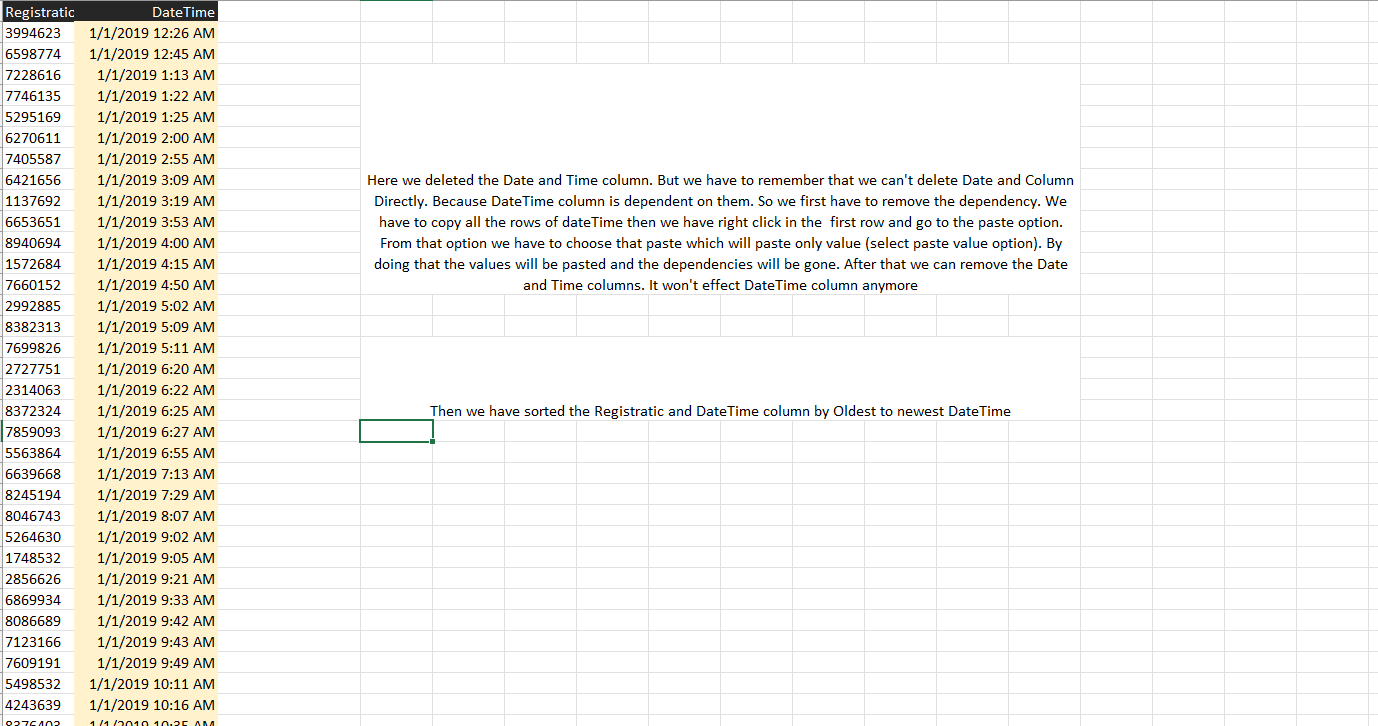 Registratic DateTime
3994623 1/1/2019 12:26 AM
6598774 1/1/2019 12:45 AM
7228616 1/1/2019 1:13 AM
7746135 1/1/2019 1:22 AM
5295169 1/1/2019 1:25 AM
6270611 1/1/2019 2:00 AM
7405587 1/1/2019 2:55 AM
6421656 1/1/2019 3:09 AM
1137692 1/1/2019 3:19 AM
6653651 1/1/2019 3:53 AM
8940694 1/1/2019 4:00 AM
1572684 1/1/2019 4:15 AM
7660152 1/1/2019 4:50 AM
2992885 1/1/2019 5:02 AM
8382313 1/1/2019 5:09 AM
7699826 1/1/2019 5:11 AM
2727751 1/1/2019 6:20 AM
2314063 1/1/2019 6:22 AM
8372324 1/1/2019 6:25 AM
7859093 1/1/2019 6:27 AM
5563864 1/1/2019 6:55 AM
6639668 1/1/2019 7:13 AM
8245194 1/1/2019 7:29 AM
8046743 1/1/2019 8:07 AM
5264630 1/1/2019 9:02 AM
1748532 1/1/2019 9:05 AM
2856626 1/1/2019 9:21 AM
6869934 1/1/2019 9:33 AM
8086689 1/1/2019 9:42 AM
7123166 1/1/2019 9:43 AM
7609191 1/1/2019 9:49 AM
5498532 1/1/2019 10:11 AM
4243639 1/1/2019 10:16 AM
8376403 1/1/2019 10:35 AM
Here we deleted the Date and Time column. But we have to remember that we can't delete Date and Column
Directly. Because DateTime column is dependent on them. So we first have to remove the dependency. We
have to copy all the rows of dateTime then we have right click in the first row and go to the paste option.
From that option we have to choose that paste which will paste only value (select paste value option). By
doing that the values will be pasted and the dependencies will be gone. After that we can remove the Date
and Time columns. It won't effect DateTime column anymore
Then we have sorted the Registratic and DateTime column by Oldest to newest DateTime